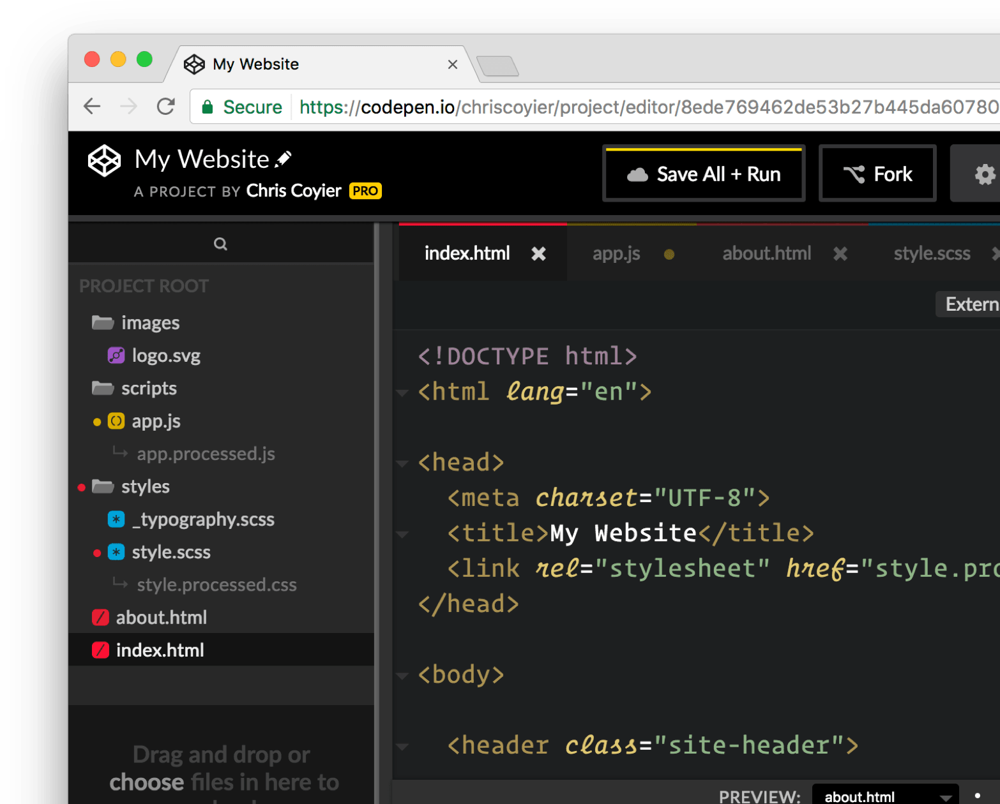 My Website
Secure https://codepen.io/chriscoyier/project/editor/8ede769462de53b27b445da60780
My Website
A PROJECT BY Chris Coyier PRO
Save All + Run
Fork
PROJECT ROOT
images
logo.svg
scripts
app.js
app.processed.js
styles
_typography.scss
style.scss
style.processed.css
about.html
index.html
Drag and drop or
choose files in here to
index.html
app.js
about.html
style.scss
Extern
<!DOCTYPE html>
<html lang="en">
<head>
<meta charset="UTF-8">
<title>My Website</title>
<link rel="stylesheet" href="style.pro
</head>
<body>
<header class="site-header">
PREVIEW: about.html